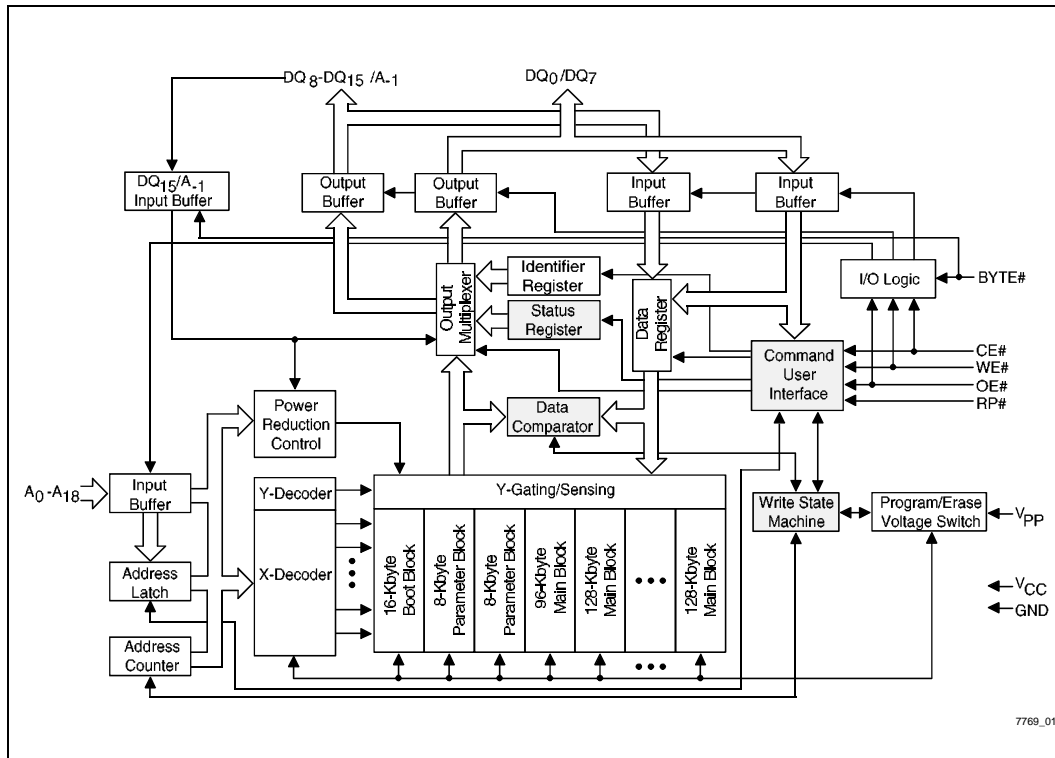 DQ8-DQ15 /A-1
DQ0/DQ7
DQ15/A-1
Input Buffer
Output
Buffer
Output
Buffer
Input
Buffer
Input
Buffer
I/O Logic
BYTE#
Output
Multiplexer
Identifier
Register
Status
Register
Data
Register
Command
User
Interface
CE#
WE#
OE#
RP#
Power
Reduction
Control
Data
Comparator
A0-A18
Input
Buffer
Y-Decoder
Y-Gating/Sensing
Write State
Machine
Program/Erase
Voltage Switch
VPP
Address
Latch
X-Decoder
16-Kbyte
Boot Block
8-Kbyte
Parameter Block
8-Kbyte
Parameter Block
96-Kbyte
Main Block
128-Kbyte
Main Block
128-Kbyte
Main Block
VCC
GND
Address
Counter
7769_01